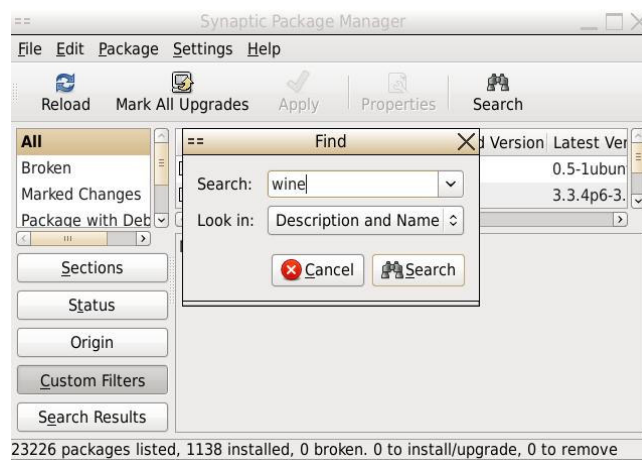 Synaptic Package Manager
File Edit Package Settings Help
Reload Mark All Upgrades Apply Properties Search
All
Broken
Marked Changes
Package with Deb
d Version Latest Ver
0.5-1ubun
3.3.4p6-3.
Find
Search: wine
Look in: Description and Name
Cancel Search
Sections
Status
Origin
Custom Filters
Search Results
23226 packages listed, 1138 installed, 0 broken. 0 to install/upgrade, 0 to remove